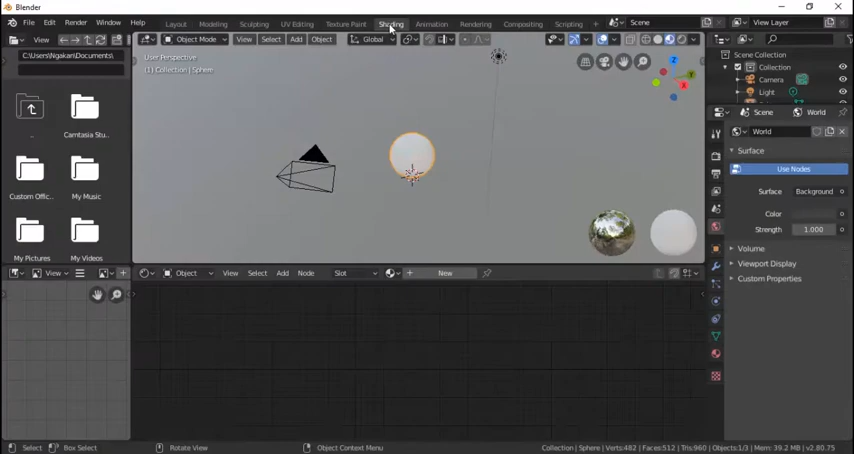 Blender
File Edit Render Window Help Layout Modeling Sculpting UV Editing Texture Paint Shading Animation Rendering Compositing Scripting + Scene View Layer
View Object Mode View Select Add Object Global
C:\Users\Ngakan\Documents\
User Perspective
(1) Collection | Sphere
Z
Y
X
Scene Collection
Collection
Camera
Light
Scene World
World
Surface
Use Nodes
Surface Background
Color
Strength 1.000
Volume
Viewport Display
Custom Properties
..
Camtasia Stu..
Custom Offic..
My Music
My Pictures
My Videos
View Object View Select Add Node Slot New
Select Box Select Rotate View Object Context Menu Collection | Sphere | Verts:482 | Faces:512 | Tris:960 | Objects:1/3 | Mem: 39.2 MB | v2.80.75